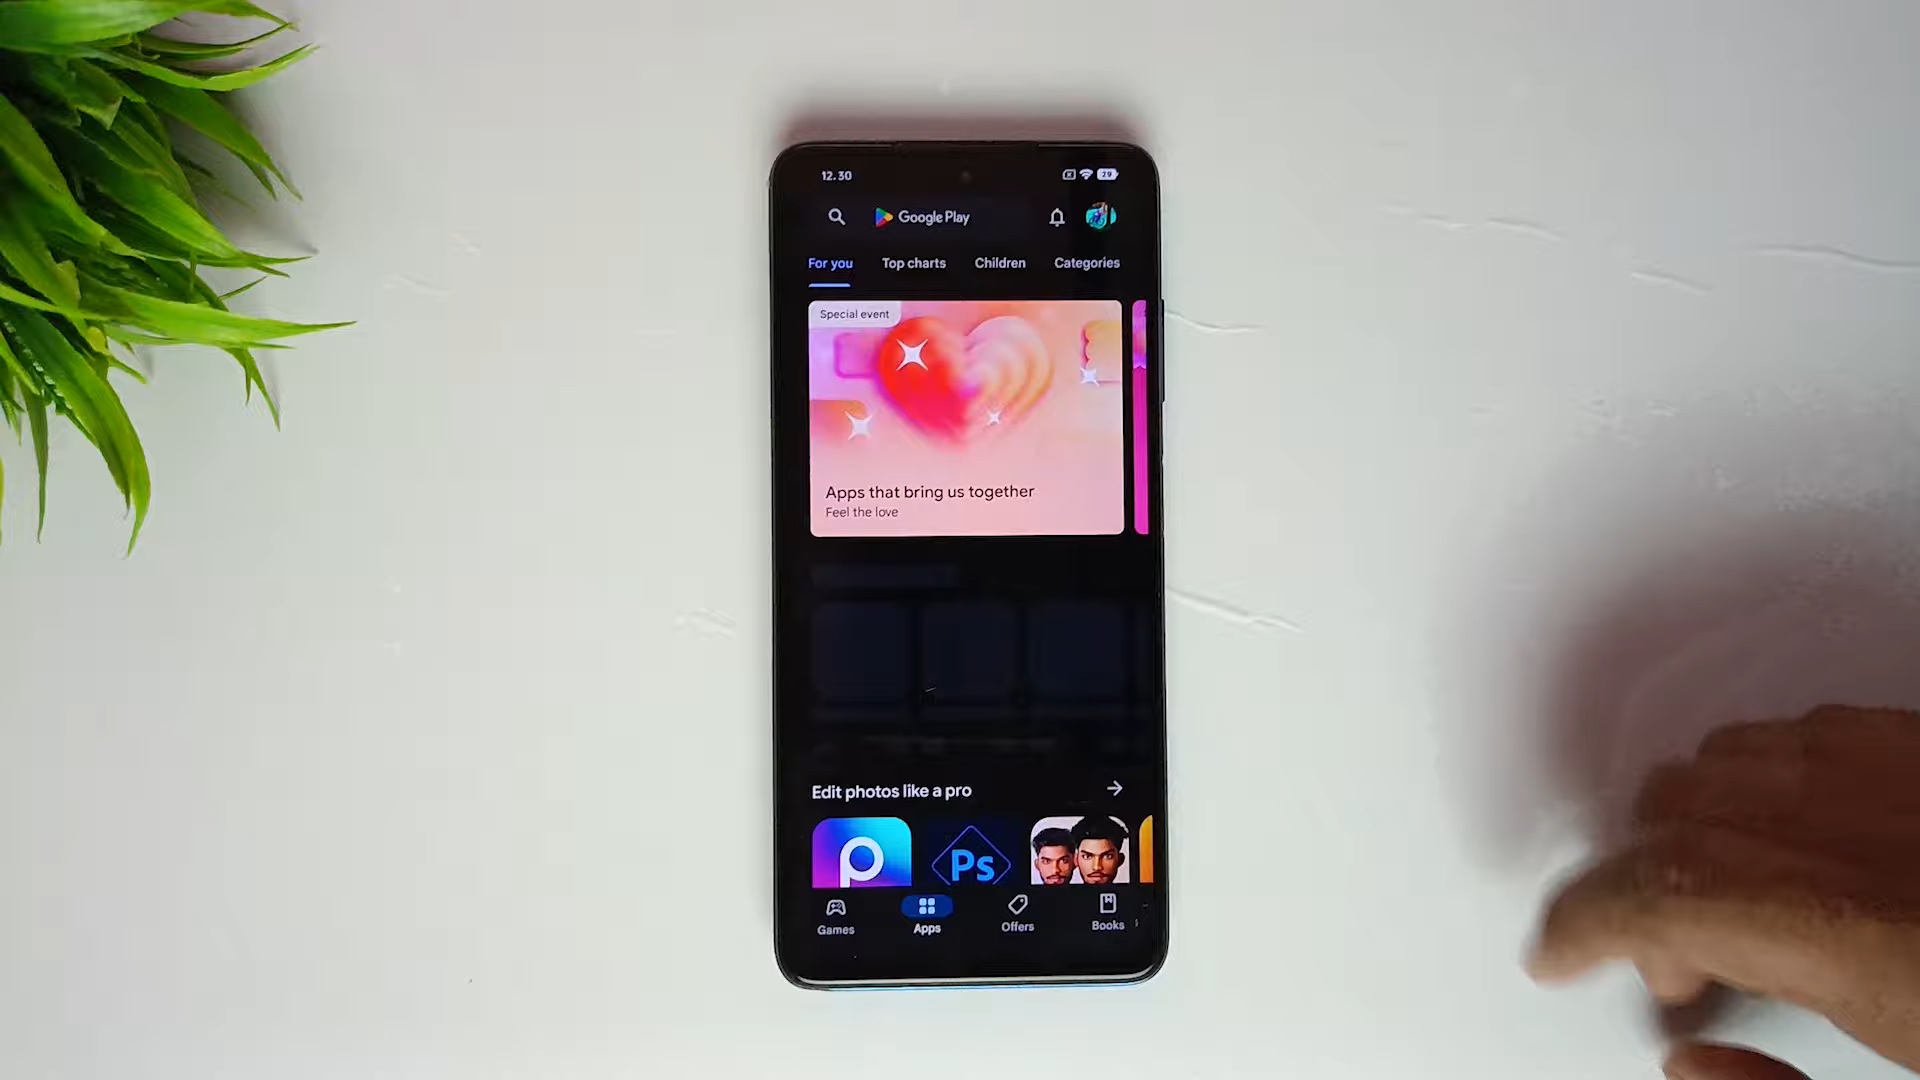 12.30
29
Google Play
For you Top charts Children Categories
Special event
Apps that bring us together
Feel the love
Edit photos like a pro
Ps
Games Apps Offers Books